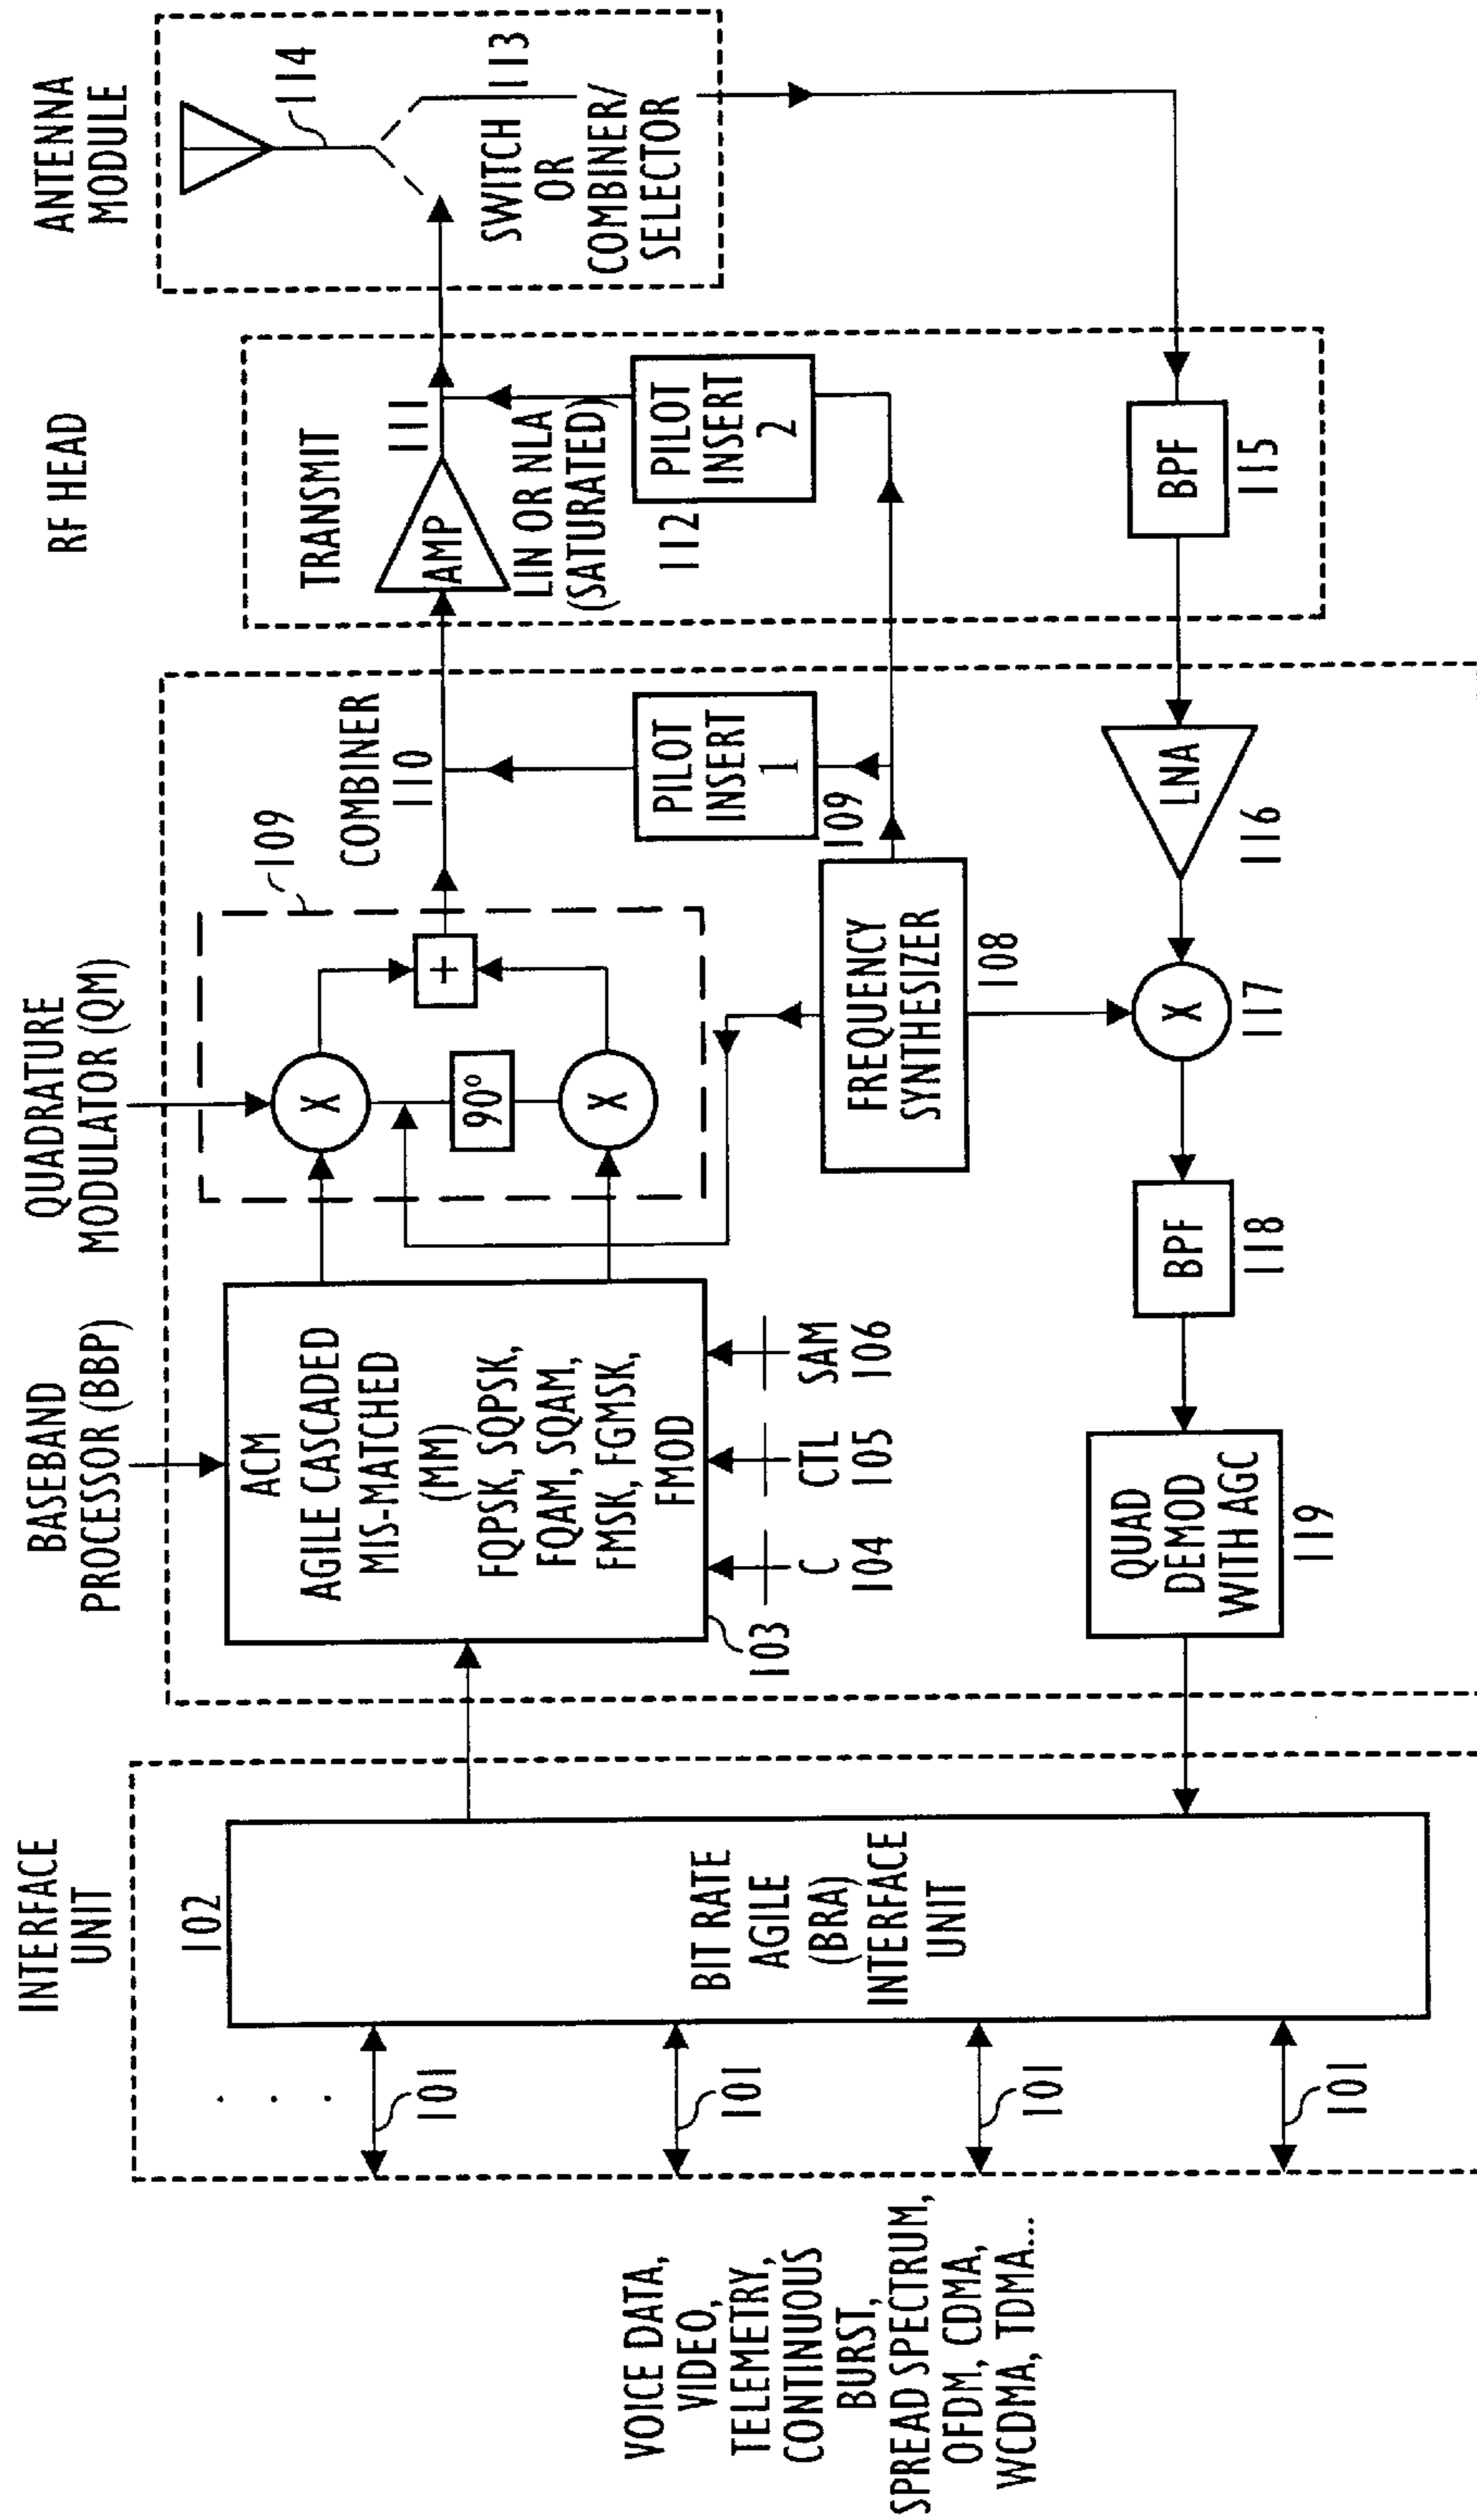 INTERFACE
UNIT
BASEBAND
PROCESSOR (BBP)
QUADRATURE
MODULATOR (QM)
RF HEAD
ANTENNA
MODULE
102
BIT RATE
AGILE
(BRA)
INTERFACE
UNIT
. . .
101
101
101
101
VOICE DATA,
VIDEO,
TELEMETRY,
CONTINUOUS
BURST,
SPREAD SPECTRUM,
OFDM, CDMA,
WCDMA, TDMA...
ACM
AGILE CASCADED
MIS-MATCHED
(MM)
FQPSK, SQPSK,
FQAM, SQAM,
FMSK, FGMSK,
FMOD
103
C
104
CTL
105
SAM
106
109
X
90°
X
+
COMBINER
110
PILOT
INSERT
1
109
FREQUENCY
SYNTHESIZER
108
TRANSMIT
AMP
111
LIN OR NLA
(SATURATED)
PILOT
INSERT
2
112
114
113
SWITCH
OR
COMBINER/
SELECTOR
BPF
115
LNA
116
X
117
BPF
118
QUAD
DEMOD
WITH AGC
119